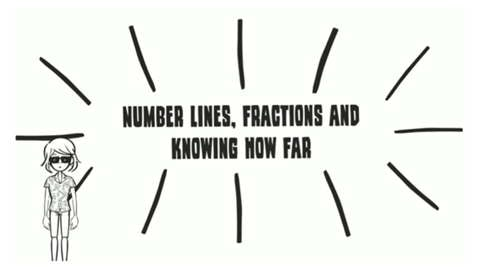 NUMBER LINES, FRACTIONS AND
KNOWING HOW FAR